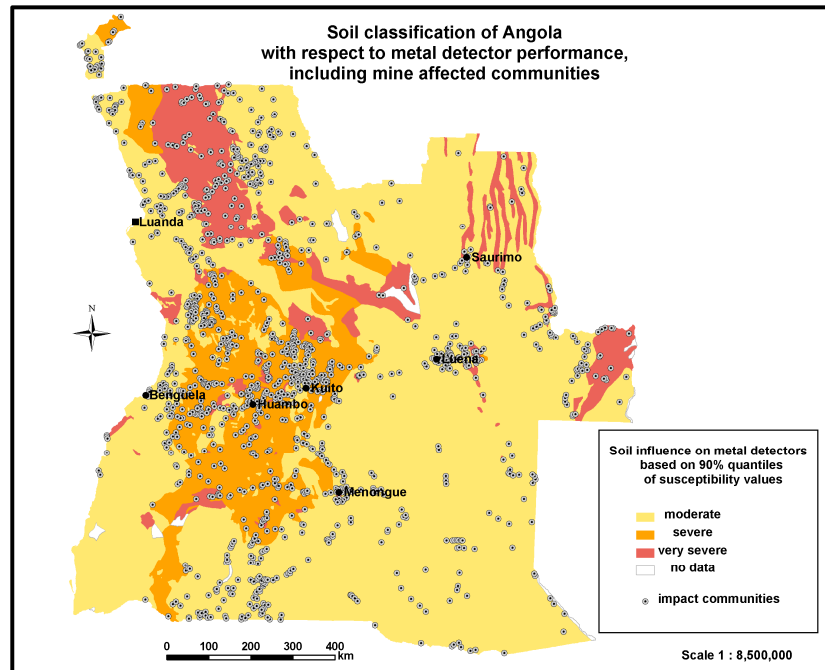 Soil classification of Angola
with respect to metal detector performance,
including mine affected communities
Luanda
Saurimo
N
Luena
Kuito
Benguela
Huambo
Menongue
Soil influence on metal detectors
based on 90% quantiles
of susceptibility values
moderate
severe
very severe
no data
impact communities
0 100 200 300 400
km
Scale 1 : 8,500,000